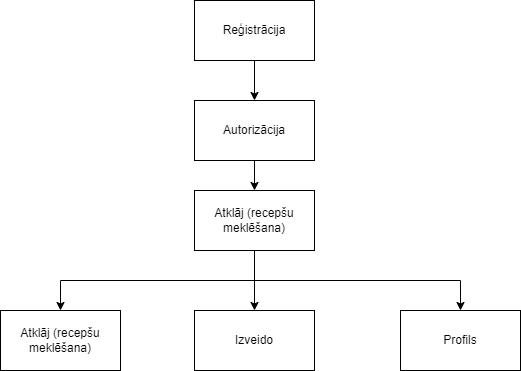 Reģistrācija
Autorizācija
Atklāj (recepšu
meklēšana)
Atklāj (recepšu
meklēšana)
Izveido
Profils